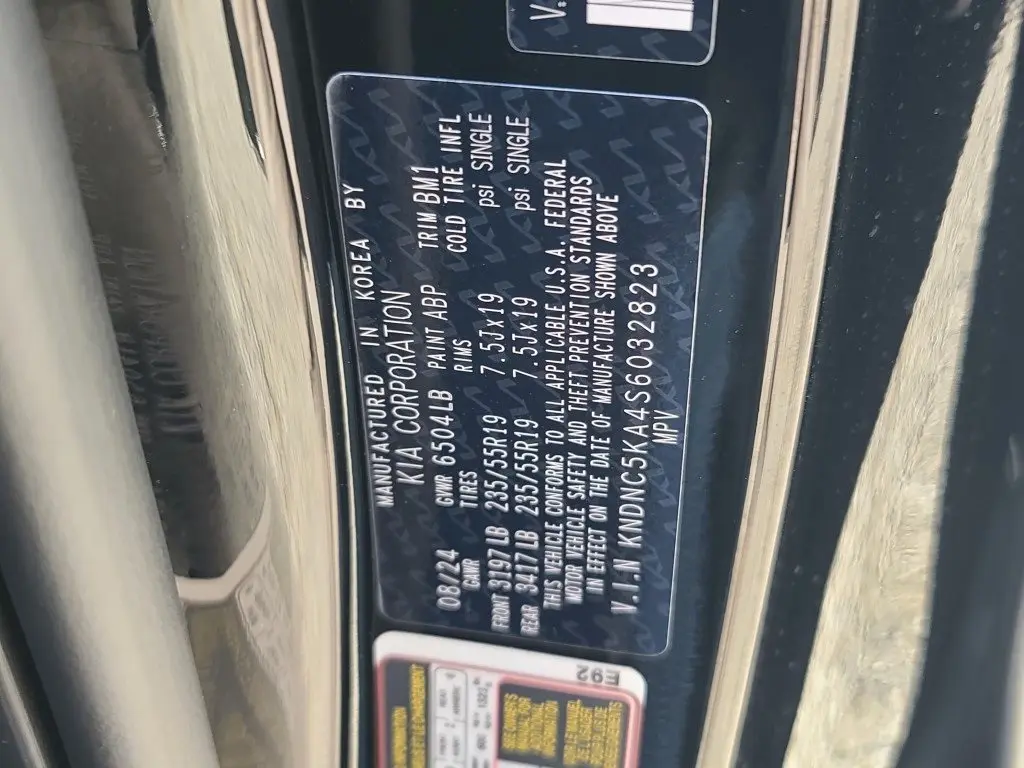 MANUFACTURED IN KOREA BY
KIA CORPORATION
08/24 GVWR 6504LB PAINT ABP TRIM BM1
GAWR TIRES RIMS COLD TIRE INFL
FRONT 3197LB 235/55R19 7.5Jx19 psi SINGLE
REAR 3417LB 235/55R19 7.5Jx19 psi SINGLE
THIS VEHICLE CONFORMS TO ALL APPLICABLE U.S.A. FEDERAL
MOTOR VEHICLE SAFETY AND THEFT PREVENTION STANDARDS
IN EFFECT ON THE DATE OF MANUFACTURE SHOWN ABOVE
V.I.N KNDNC5KA4S6032823
MPV
V.